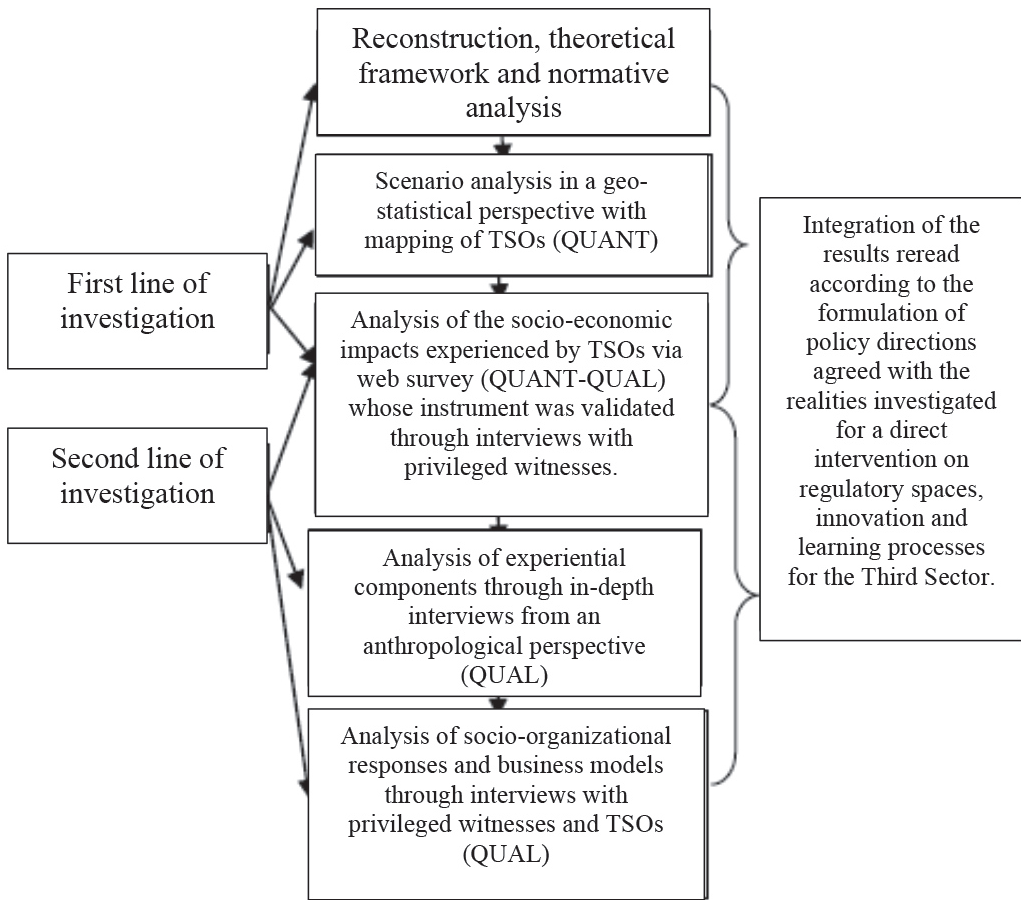 Reconstruction, theoretical
framework and normative
analysis
Scenario analysis in a geo-
statistical perspective with
mapping of TSOs (QUANT)
First line of
investigation
Analysis of the socio-economic
impacts experienced by TSOs via
web survey (QUANT-QUAL)
whose instrument was validated
through interviews with
privileged witnesses.
Second line of
investigation
Analysis of experiential
components through in-depth
interviews from an
anthropological perspective
(QUAL)
Analysis of socio-organizational
responses and business models
through interviews with
privileged witnesses and TSOs
(QUAL)
Integration of the
results reread
according to the
formulation of
policy directions
agreed with the
realities investigated
for a direct
intervention on
regulatory spaces,
innovation and
learning processes
for the Third Sector.